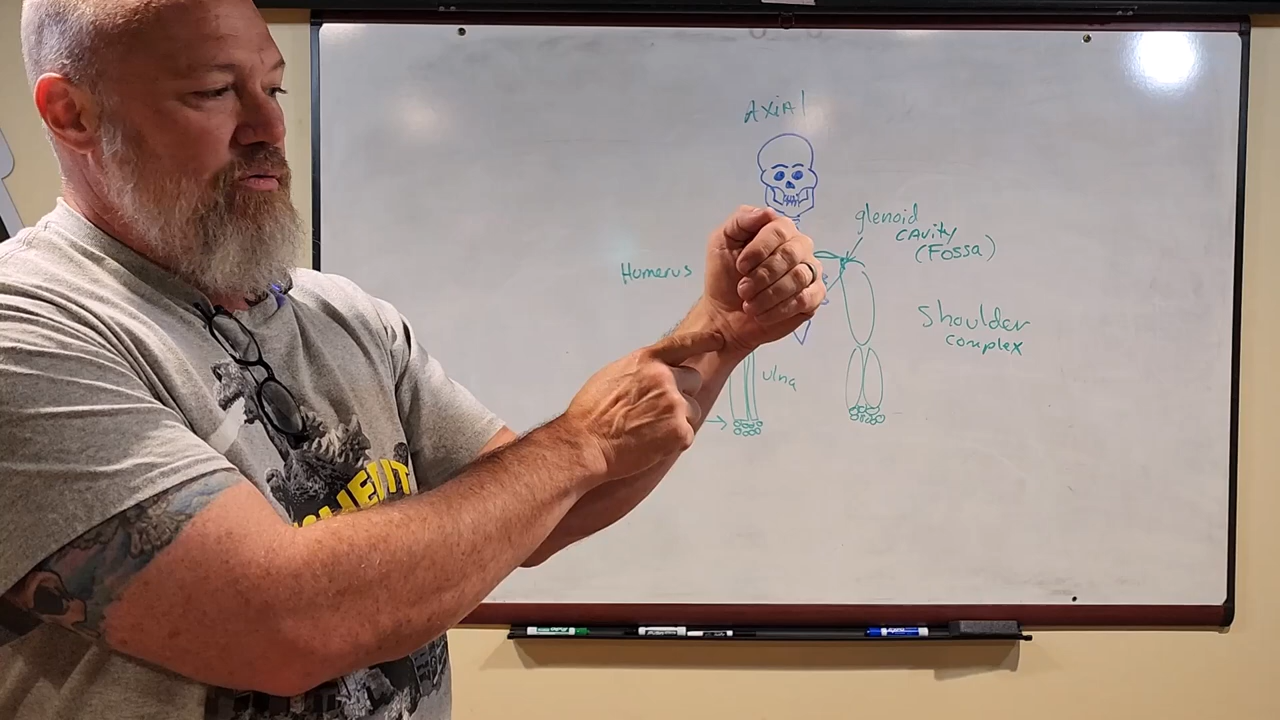 Axial
glenoid
cavity
(Fossa)
Humerus
Shoulder
complex
ulna